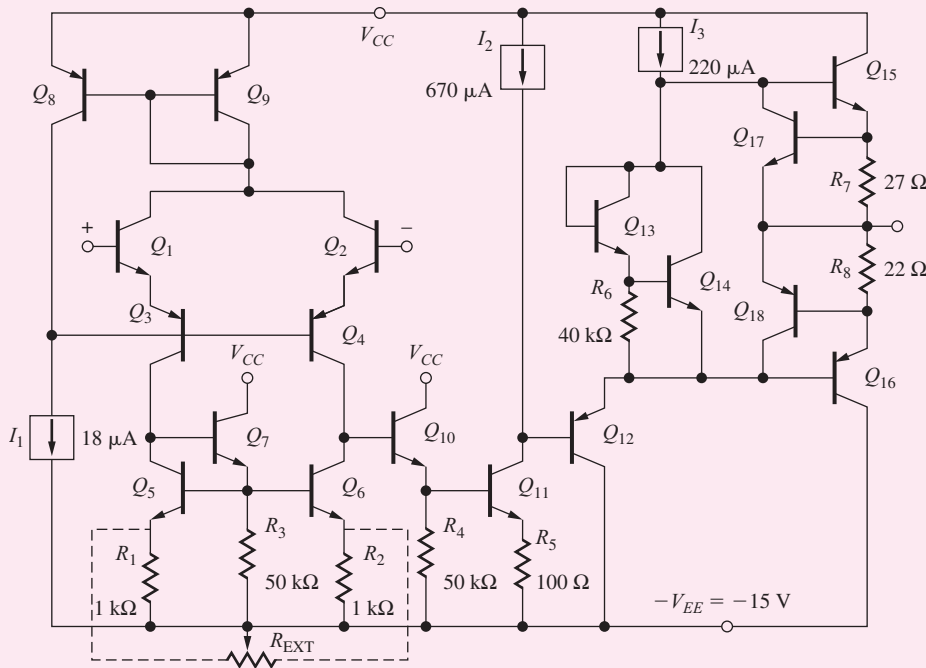 V_CC
I_2
I_3
670 μA
220 μA
Q_8
Q_9
Q_15
Q_17
R_7
27 Ω
+
Q_1
Q_2
−
Q_13
R_8
22 Ω
Q_3
Q_4
R_6
Q_14
40 kΩ
Q_18
V_CC
V_CC
Q_16
I_1
18 μA
Q_7
Q_10
Q_12
Q_5
Q_6
Q_11
R_1
R_3
R_2
R_4
R_5
1 kΩ
50 kΩ
1 kΩ
50 kΩ
100 Ω
−V_EE = −15 V
R_EXT